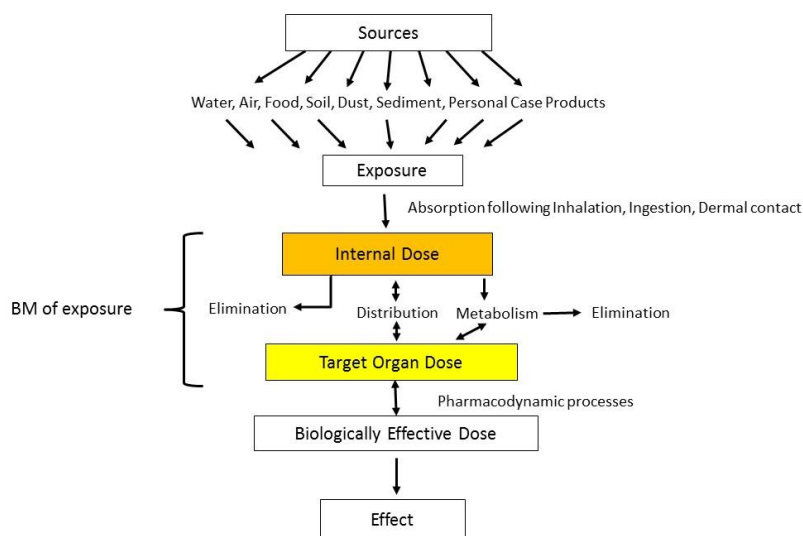 Sources
Water, Air, Food, Soil, Dust, Sediment, Personal Case Products
Exposure
Absorption following Inhalation, Ingestion, Dermal contact
Internal Dose
BM of exposure
Elimination
Distribution
Metabolism
Elimination
Target Organ Dose
Pharmacodynamic processes
Biologically Effective Dose
Effect